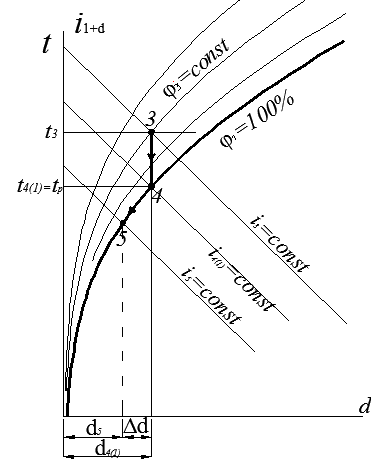 t
i1+d
φ3=const
t3
3
φ=100%
t4(1)=tp
4
5
i3=const
i4(1)=const
i5=const
d
d5
Δd
d4(1)